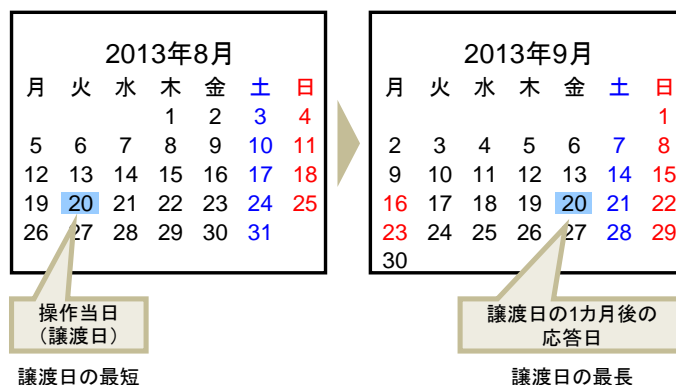 2013年8月
月 火 水 木 金 土 日
1 2 3 4
5 6 7 8 9 10 11
12 13 14 15 16 17 18
19 20 21 22 23 24 25
26 27 28 29 30 31
操作当日
(譲渡日)
譲渡日の最短
2013年9月
月 火 水 木 金 土 日
1
2 3 4 5 6 7 8
9 10 11 12 13 14 15
16 17 18 19 20 21 22
23 24 25 26 27 28 29
30
譲渡日の1カ月後の
応答日
譲渡日の最長